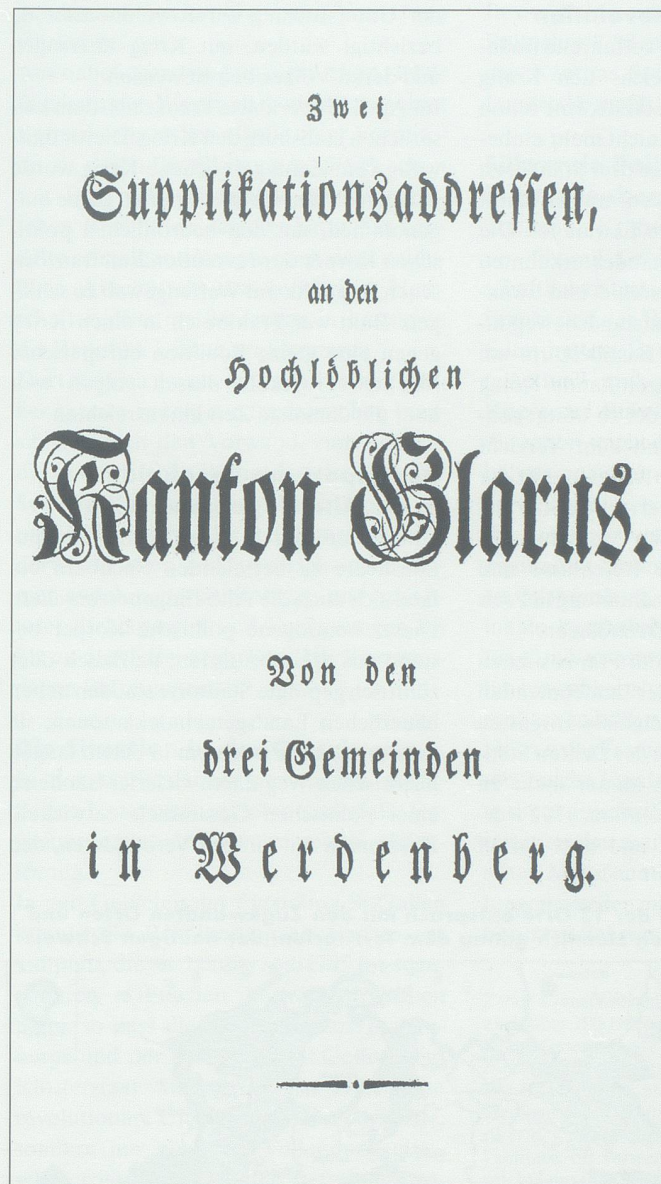 Zwei
Supplikationsaddressen,
an den
Hochlöblichen
Kanton Glarus.
Von den
drei Gemeinden
in Werdenberg.